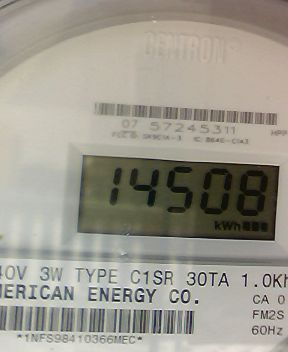 CENTRON®
07 57245311
14508
kWh
40V 3W TYPE C1SR 30TA 1.0Kh
MERICAN ENERGY CO.
CA 0
FM2S
60Hz
*1NFS98410366MEC*